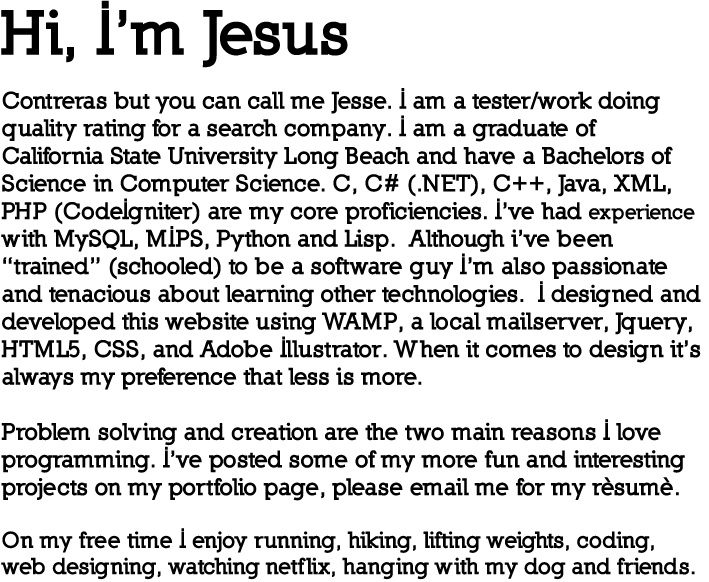 Hi, İ’m Jesus
Contreras but you can call me Jesse. İ am a tester/work doing
quality rating for a search company. İ am a graduate of
California State University Long Beach and have a Bachelors of
Science in Computer Science. C, C# (.NET), C++, Java, XML,
PHP (Codeİgniter) are my core proficiencies. İ’ve had experience
with MySQL, MİPS, Python and Lisp.  Although i’ve been
“trained” (schooled) to be a software guy İ’m also passionate
and tenacious about learning other technologies.  İ designed and
developed this website using WAMP, a local mailserver, Jquery,
HTML5, CSS, and Adobe İllustrator. When it comes to design it’s
always my preference that less is more.
Problem solving and creation are the two main reasons İ love
programming. İ’ve posted some of my more fun and interesting
projects on my portfolio page, please email me for my rèsumè.
On my free time İ enjoy running, hiking, lifting weights, coding,
web designing, watching netflix, hanging with my dog and friends.